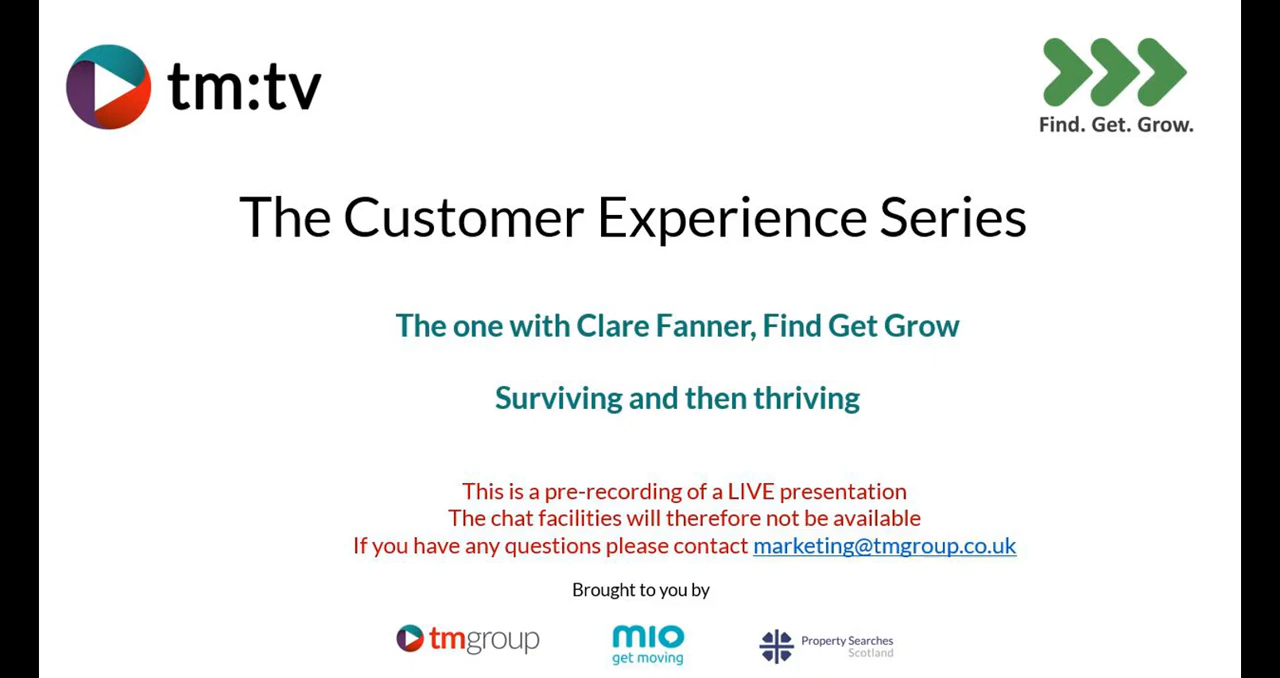 tm:tv
Find. Get. Grow.
The Customer Experience Series
The one with Clare Fanner, Find Get Grow
Surviving and then thriving
This is a pre-recording of a LIVE presentation
The chat facilities will therefore not be available
If you have any questions please contact marketing@tmgroup.co.uk
Brought to you by
tmgroup
mio
get moving
Property Searches
Scotland